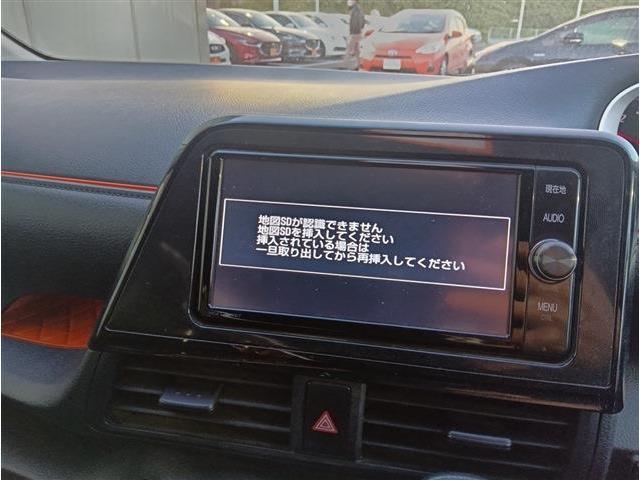 地図SDが認識できません
地図SDを挿入してください
挿入されている場合は
一旦取り出してから再挿入してください
現在地
AUDIO
MENU